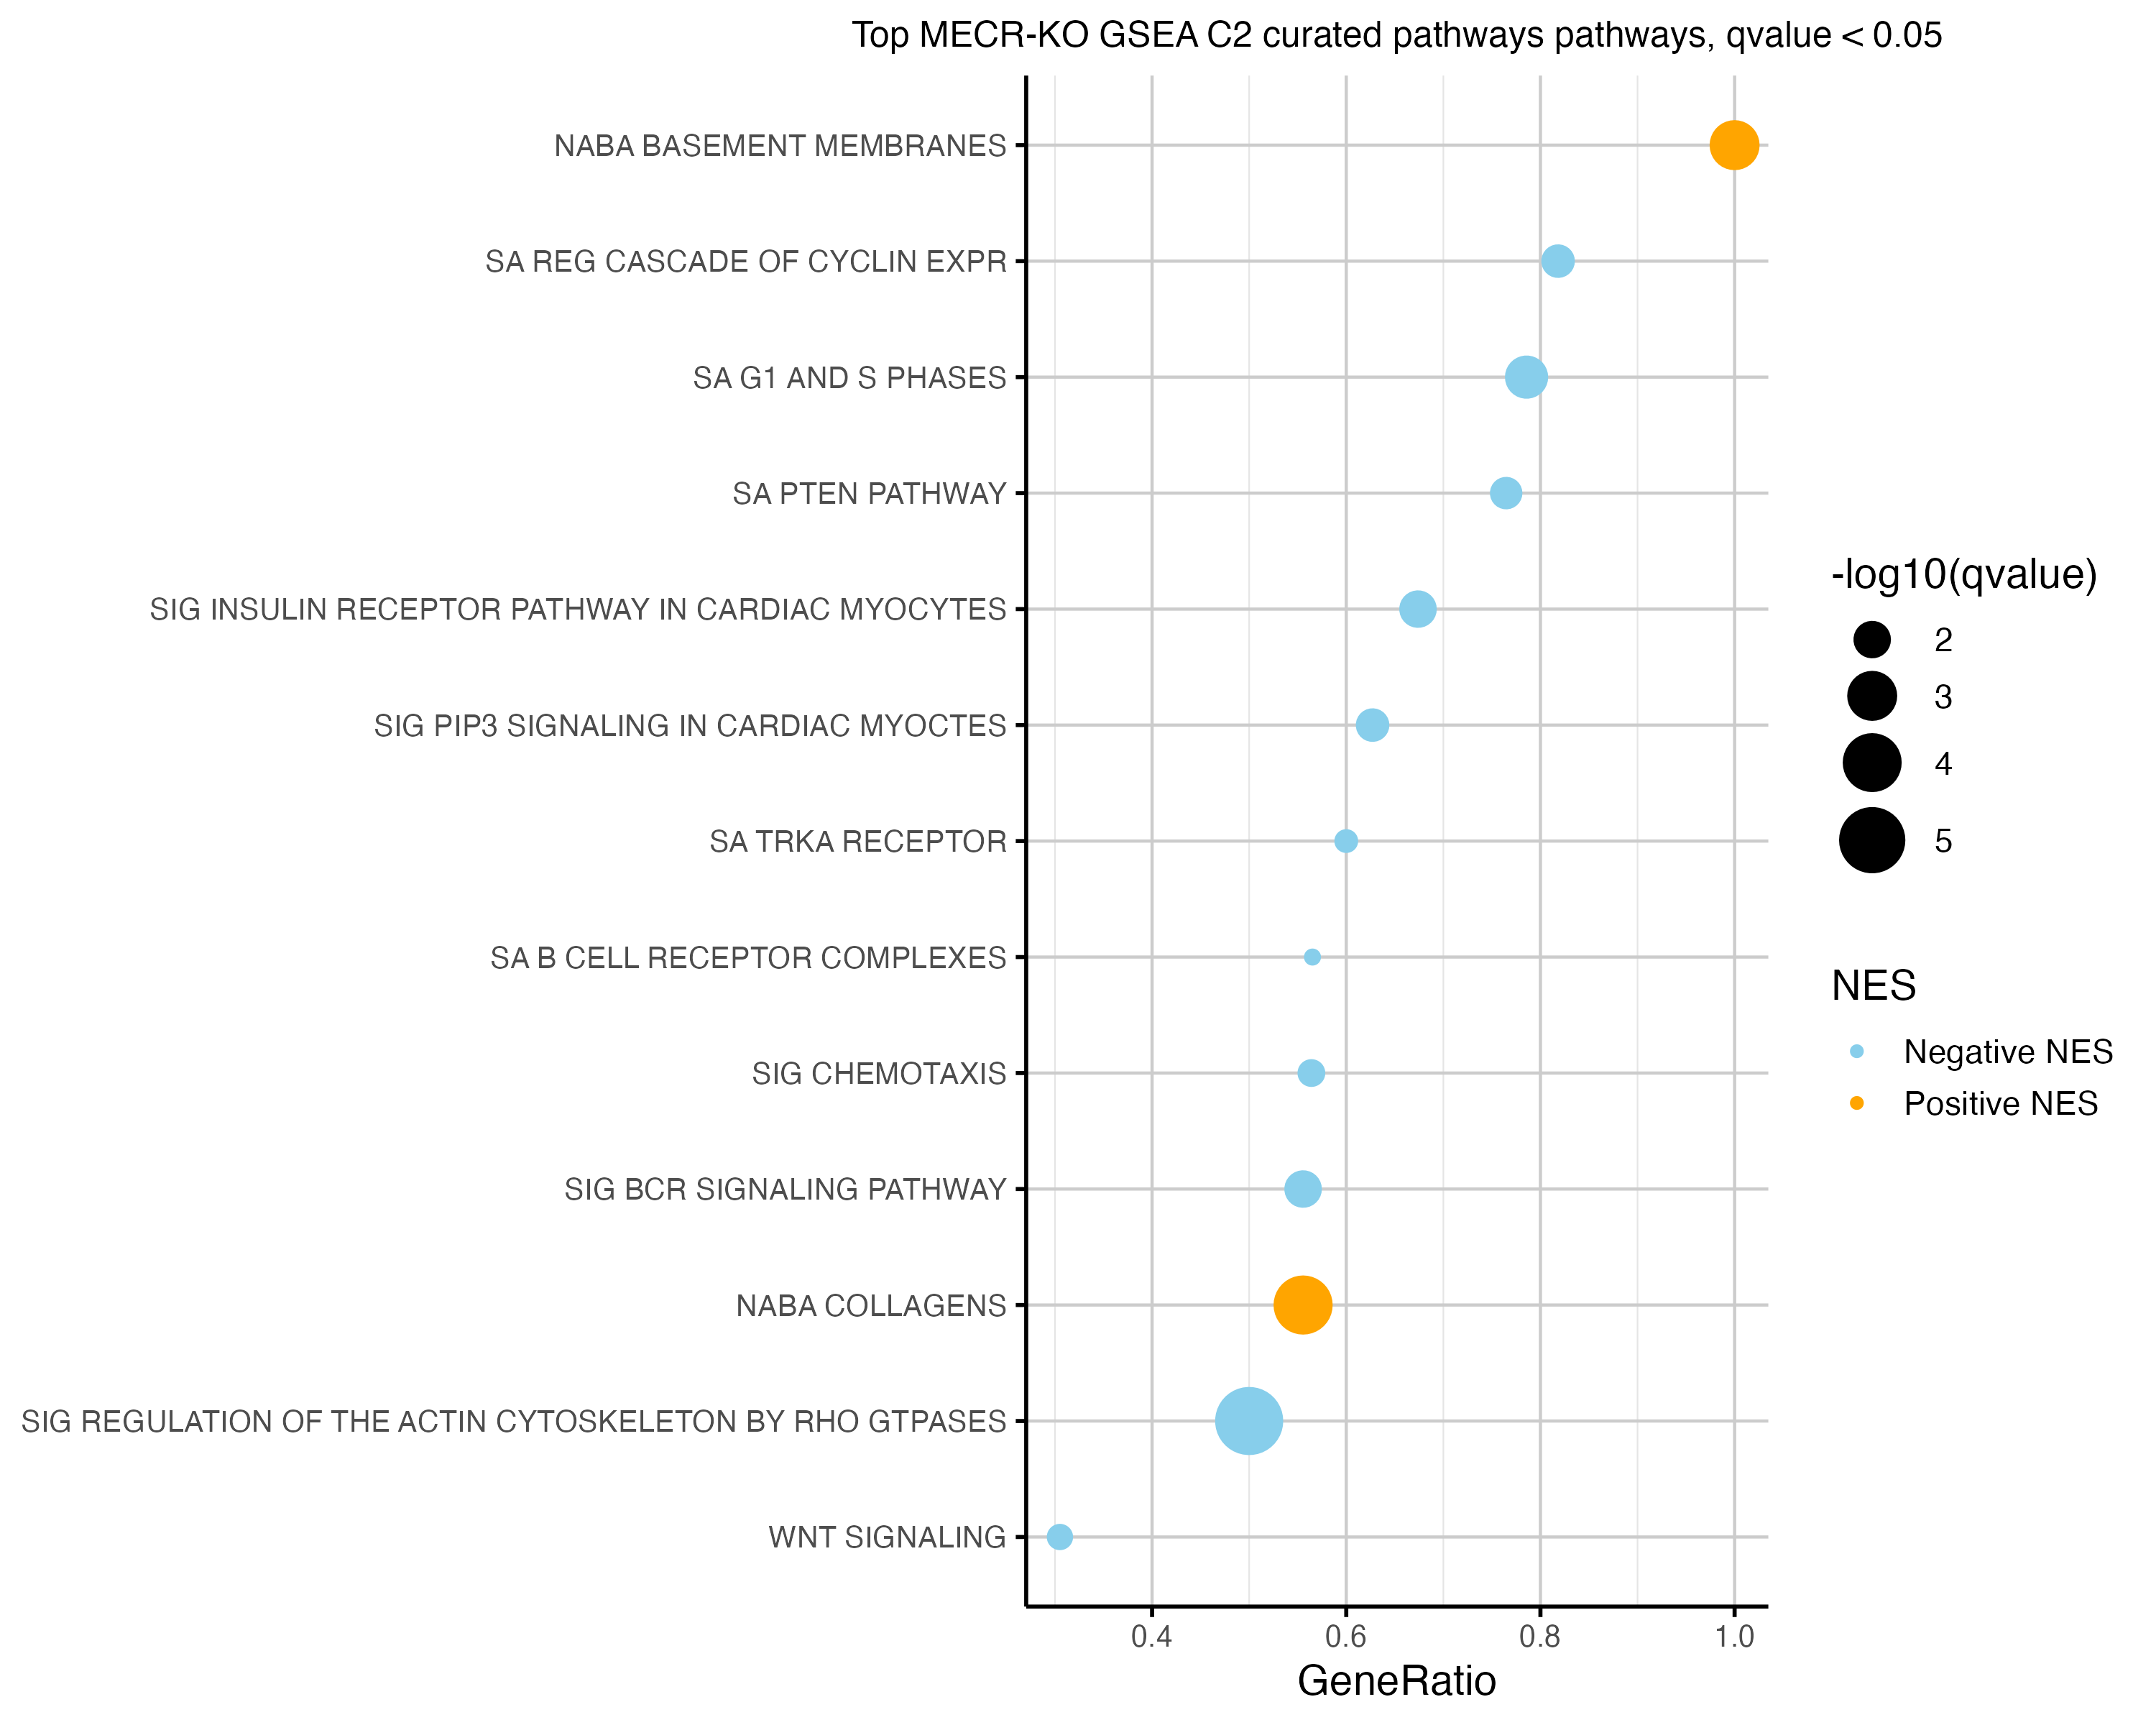 Top MECR-KO GSEA C2 curated pathways pathways, qvalue < 0.05
NABA BASEMENT MEMBRANES
SA REG CASCADE OF CYCLIN EXPR
SA G1 AND S PHASES
SA PTEN PATHWAY
SIG INSULIN RECEPTOR PATHWAY IN CARDIAC MYOCYTES
SIG PIP3 SIGNALING IN CARDIAC MYOCTES
SA TRKA RECEPTOR
SA B CELL RECEPTOR COMPLEXES
SIG CHEMOTAXIS
SIG BCR SIGNALING PATHWAY
NABA COLLAGENS
SIG REGULATION OF THE ACTIN CYTOSKELETON BY RHO GTPASES
WNT SIGNALING
0.4 0.6 0.8 1.0
GeneRatio
-log10(qvalue)
2
3
4
5
NES
Negative NES
Positive NES